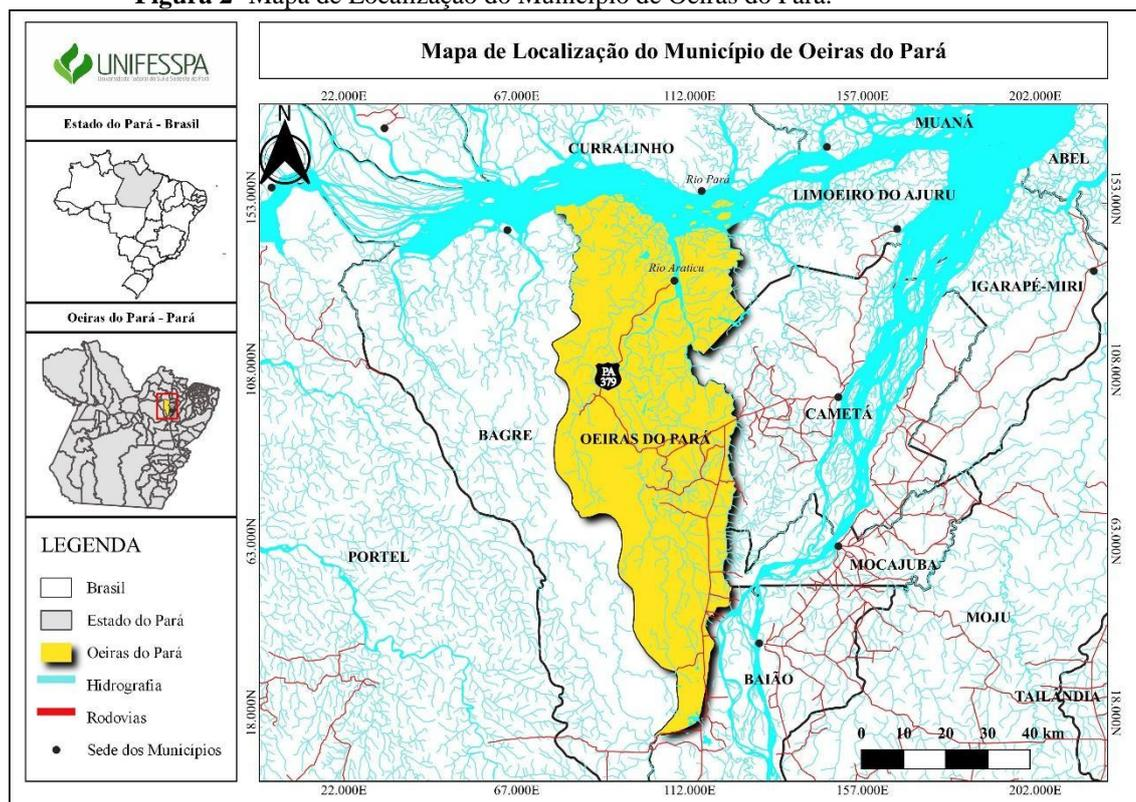 Figura 2- Mapa de Localização do Município de Oeiras do Pará.
UNIFESSPA
Mapa de Localização do Município de Oeiras do Pará
Estado do Pará - Brasil
Oeiras do Pará - Pará
LEGENDA
Brasil
Estado do Pará
Oeiras do Pará
Hidrografia
Rodovias
Sede dos Municípios
22.000E 67.000E 112.000E 157.000E 202.000E
N
MUANÁ
CURRALINHO
ABEL
Rio Pará
LIMOEIRO DO AJURU
153.000N 153.000N
Rio Araticu
IGARAPÉ-MIRI
108.000N 108.000N
PA
379
CAMETÁ
BAGRE
OEIRAS DO PARÁ
63.000N 63.000N
PORTEL
MOCAJUBA
MOJU
BAIÃO
TAILÂNDIA
18.000N 18.000N
0 10 20 30 40 km
22.000E 67.000E 112.000E 157.000E 202.000E